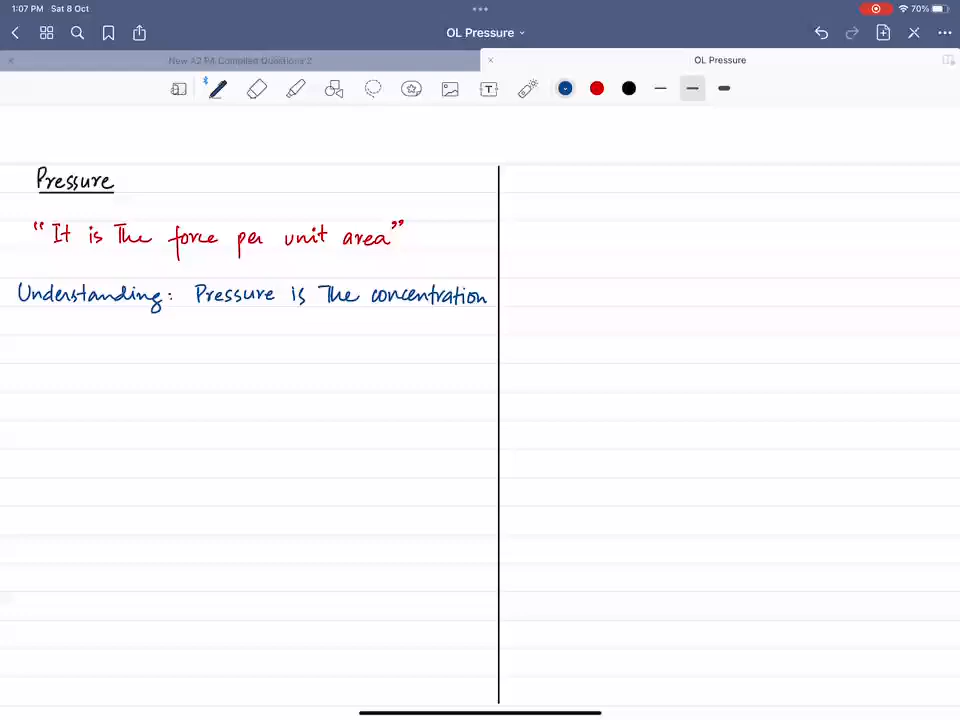 1:07 PM Sat 8 Oct
70%
OL Pressure
New A2 P4 Compiled Questions 2
OL Pressure
T
Pressure
"It is The force per unit area"
Understanding: Pressure is The concentration